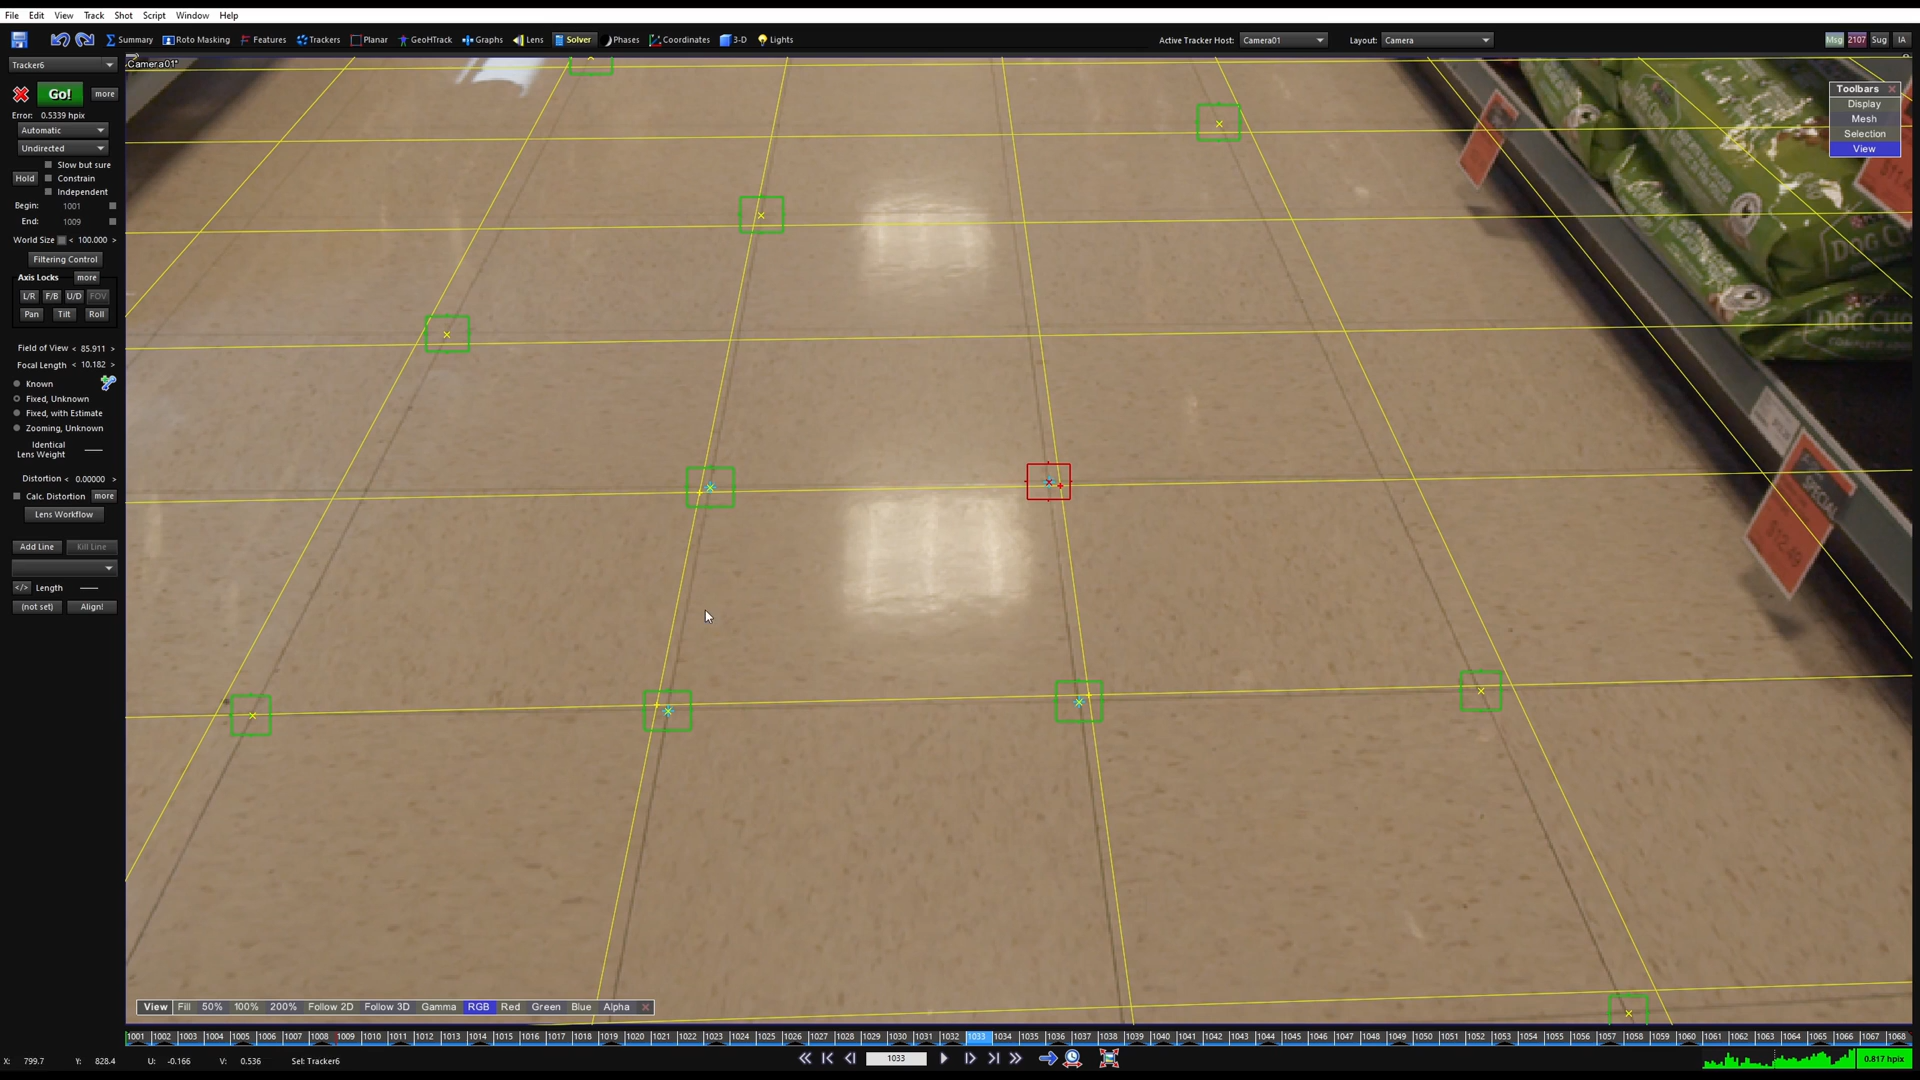 File Edit View Track Shot Script Window Help
Summary Roto Masking Features Trackers Planar GeoHTrack Graphs Lens Solver Phases Coordinates 3-D Lights Active Tracker Host: Camera01 Layout: Camera Msg 2107 Sug IA
Tracker6
Camera01*
Go! more
Error: 0.5339 hpix
Automatic
Undirected
Slow but sure
Hold Constrain
Independent
Begin: 1001
End: 1009
World Size < 100.000 >
Filtering Control
Axis Locks more
L/R F/B U/D FOV
Pan Tilt Roll
Field of View < 85.911 >
Focal Length < 10.182 >
Known
Fixed, Unknown
Fixed, with Estimate
Zooming, Unknown
Identical
Lens Weight
Distortion < 0.00000 >
Calc. Distortion more
Lens Workflow
Add Line Kill Line
</> Length
(not set) Align!
Toolbars
Display
Mesh
Selection
View
DOG CHO
SPECIAL
$12.49
View Fill 50% 100% 200% Follow 2D Follow 3D Gamma RGB Red Green Blue Alpha
1001 1002 1003 1004 1005 1006 1007 1008 1009 1010 1011 1012 1013 1014 1015 1016 1017 1018 1019 1020 1021 1022 1023 1024 1025 1026 1027 1028 1029 1030 1031 1032 1033 1034 1035 1036 1037 1038 1039 1040 1041 1042 1043 1044 1045 1046 1047 1048 1049 1050 1051 1052 1053 1054 1055 1056 1057 1058 1059 1060 1061 1062 1063 1064 1065 1066 1067 1068
X: 799.7 Y: 828.4 U: -0.166 V: 0.536 Sel: Tracker6 1033 0.817 hpix